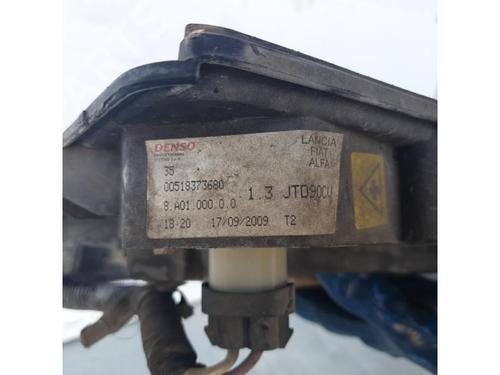 DENSO
LANCIA
FIAT
ALFA
35
00518373680
1.3 JTD90CV
8.A01.000.0.0
18:20 17/09/2009 T2